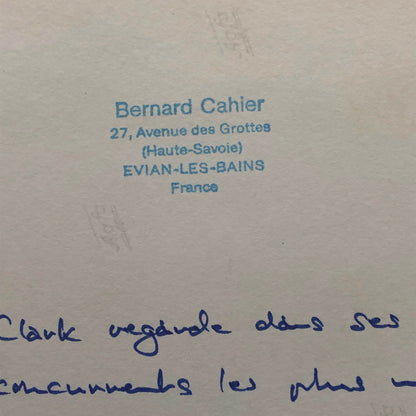 Bernard Cahier
27, Avenue des Grottes
(Haute-Savoie)
EVIAN-LES-BAINS
France
Clark regarde dans ses
concurrents les plus